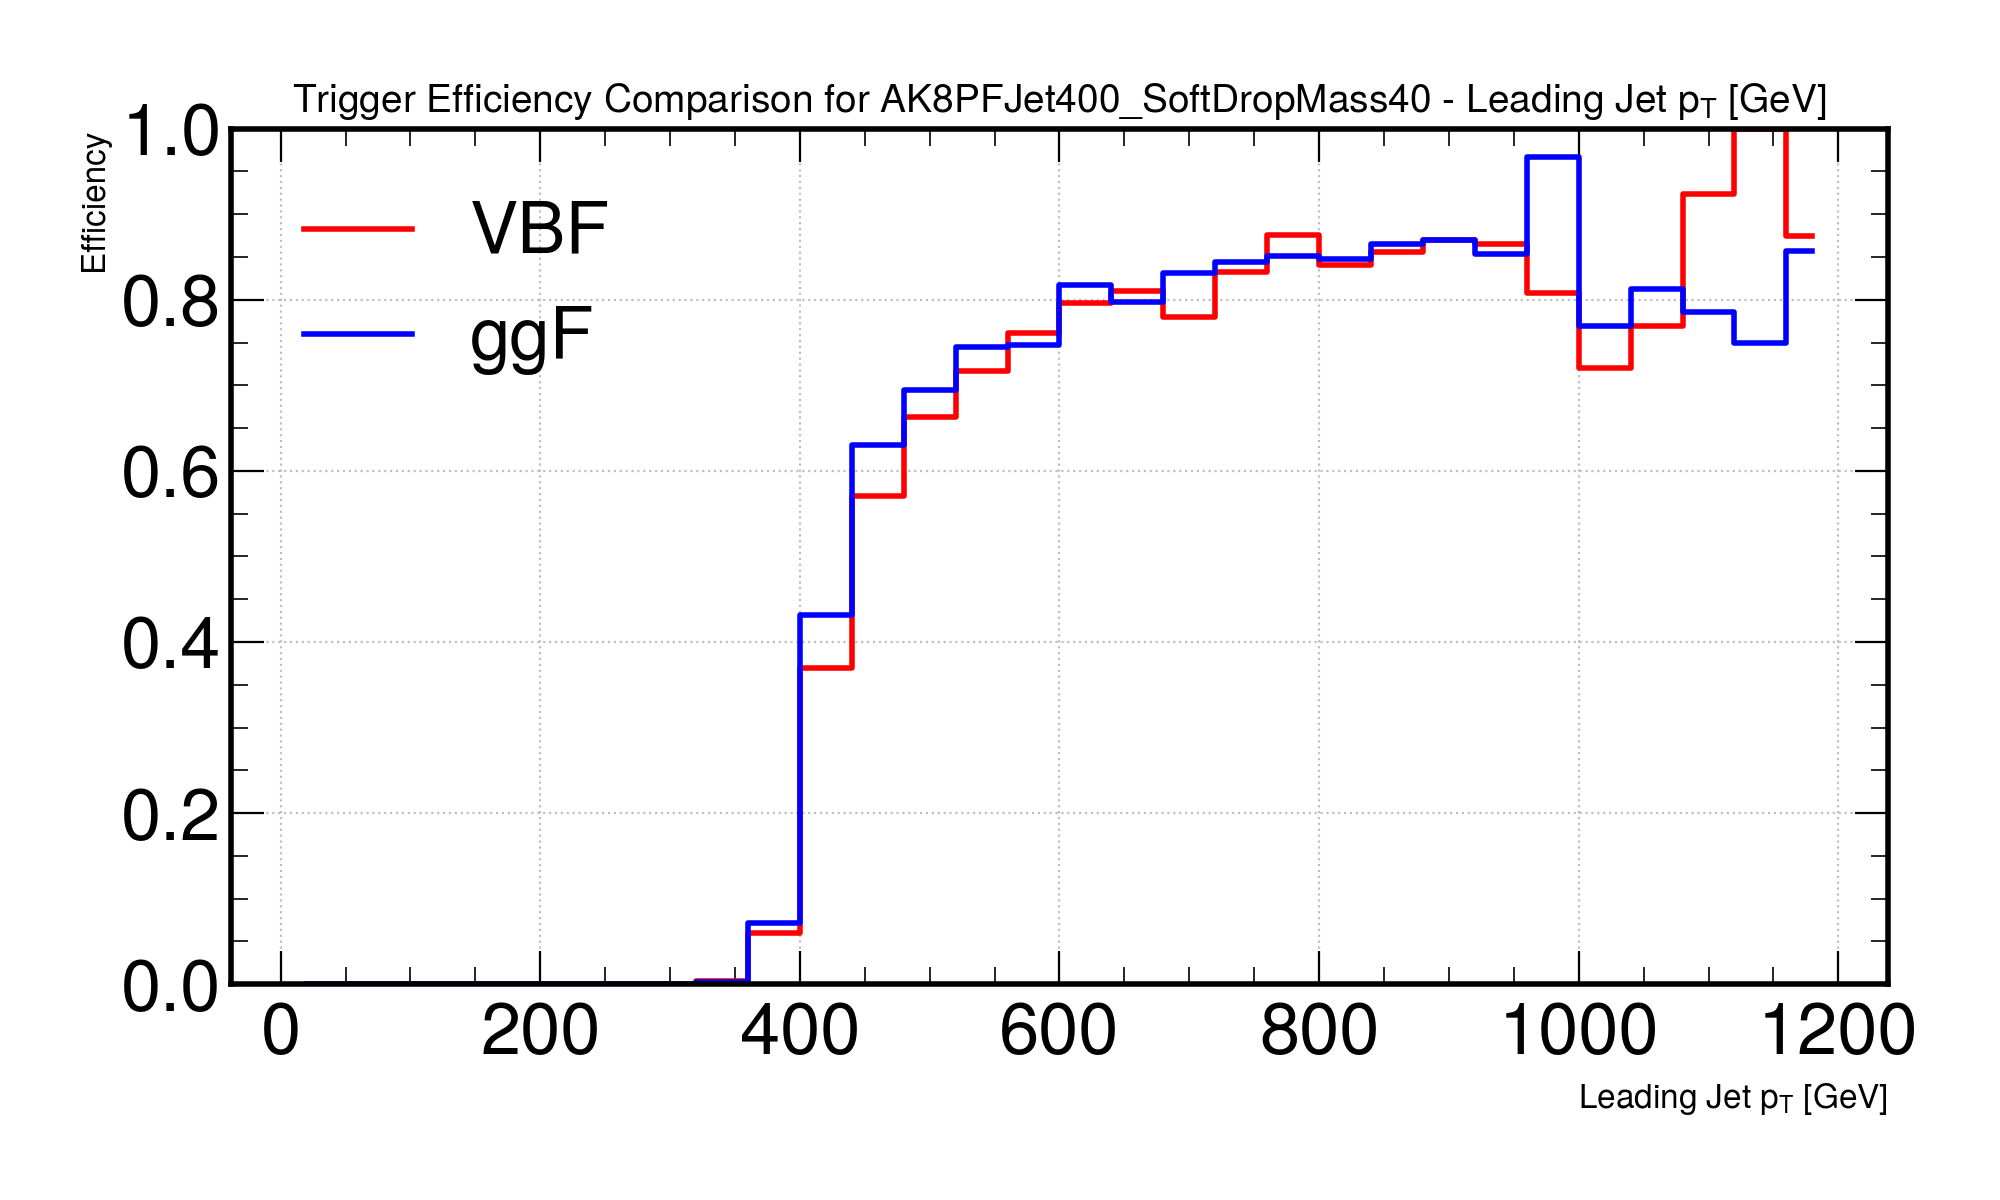 Trigger Efficiency Comparison for AK8PFJet400_SoftDropMass40 - Leading Jet pT [GeV]
Efficiency
1.0
0.8
0.6
0.4
0.2
0.0
VBF
ggF
0 200 400 600 800 1000 1200
Leading Jet pT [GeV]